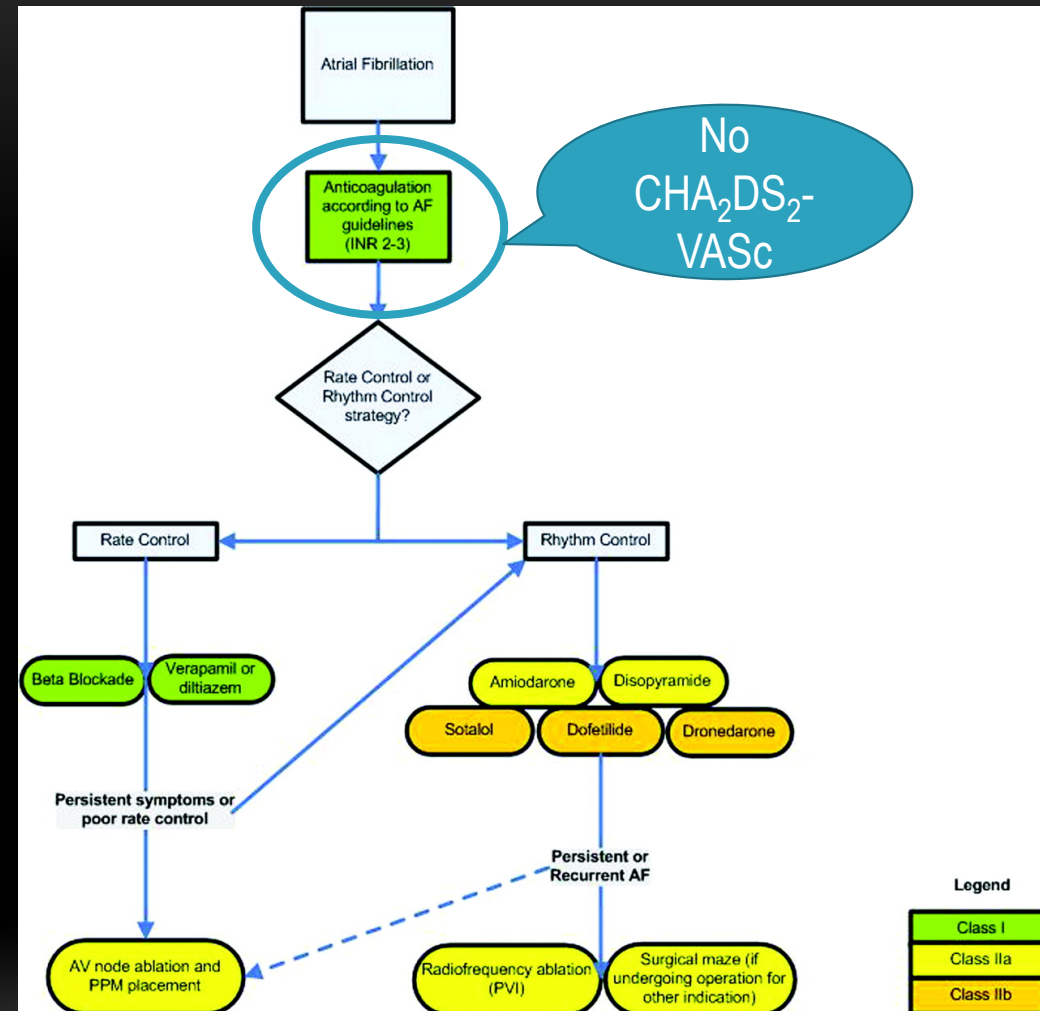 Atrial Fibrillation
Anticoagulation
according to AF
guidelines
(INR 2-3)
No
CHA₂DS₂-
VASc
Rate Control or
Rhythm Control
strategy?
Rate Control
Rhythm Control
Beta Blockade
Verapamil or
diltiazem
Amiodarone
Disopyramide
Sotalol
Dofetilide
Dronedarone
Persistent symptoms or
poor rate control
Persistent or
Recurrent AF
AV node ablation and
PPM placement
Radiofrequency ablation
(PVI)
Surgical maze (if
undergoing operation for
other indication)
Legend
Class I
Class IIa
Class IIb